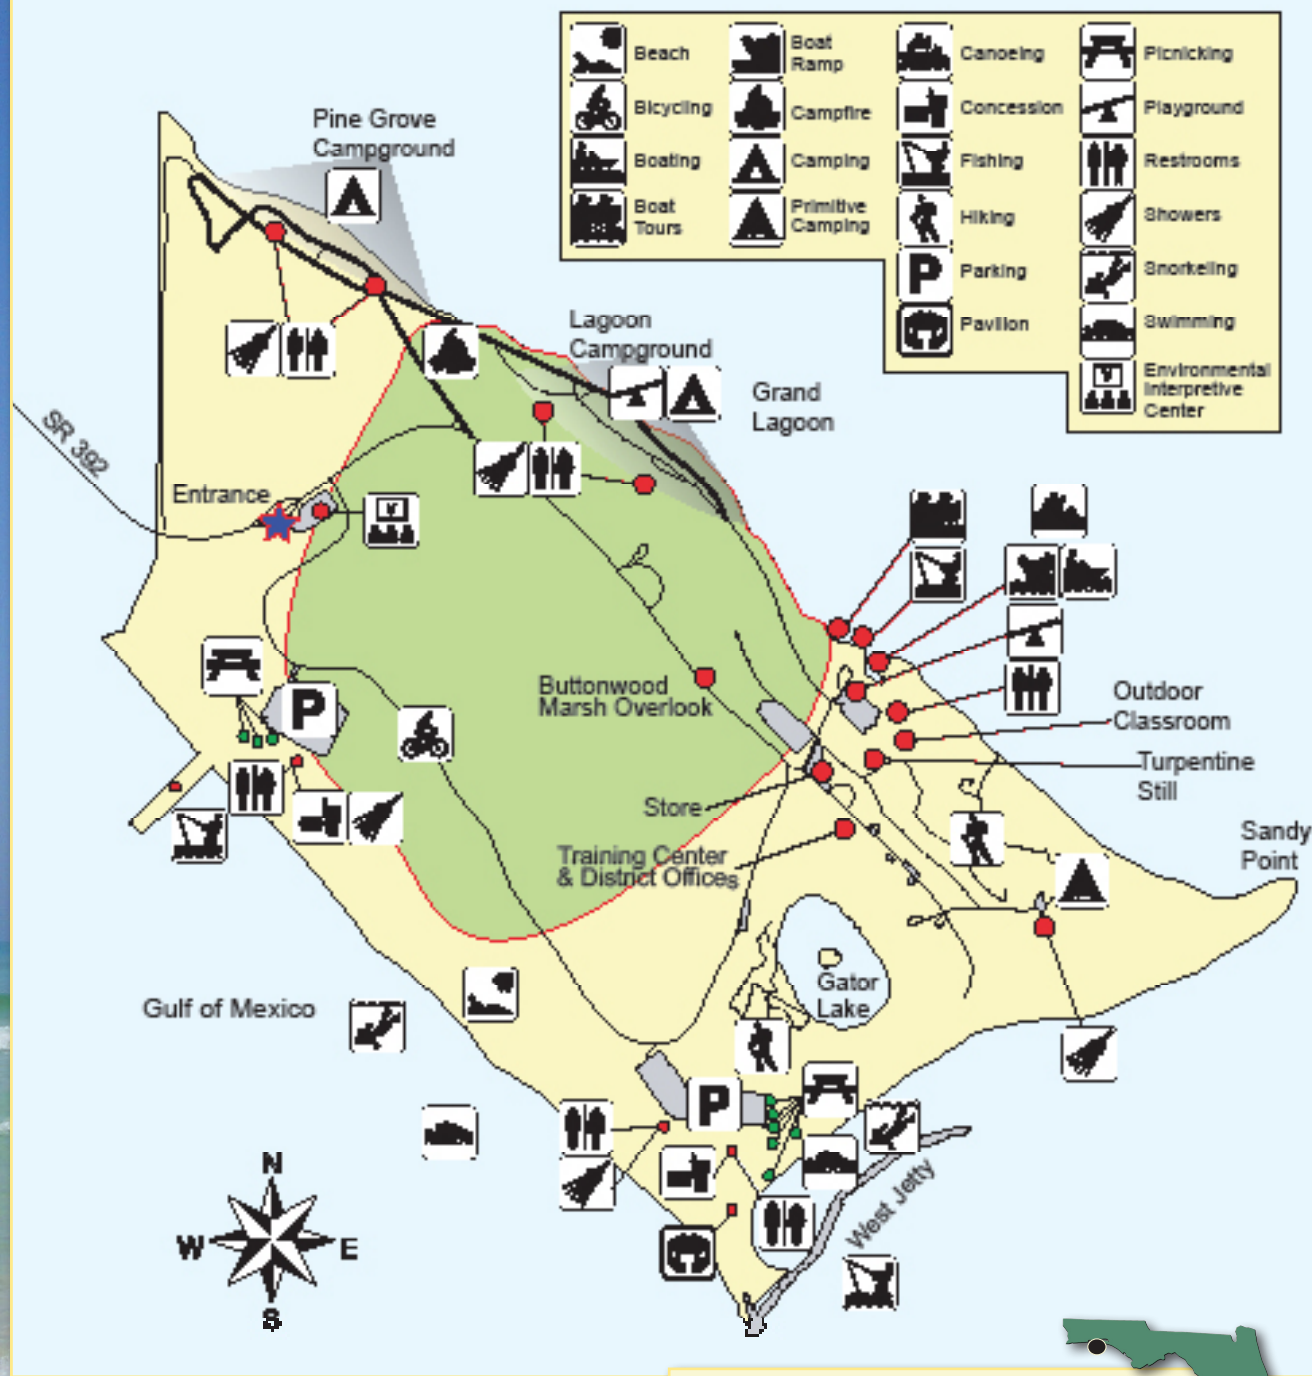 Beach
Boat
Ramp
Canoeing
Picnicking
Bicycling
Campfire
Concession
Playground
Boating
Camping
Fishing
Restrooms
Boat
Tours
Primitive
Camping
Hiking
Showers
P
Parking
Snorkeling
Pavilion
Swimming
Environmental
Interpretive
Center
Pine Grove
Campground
Lagoon
Campground
Grand
Lagoon
SR 392
Entrance
P
Buttonwood
Marsh Overlook
Outdoor
Classroom
Turpentine
Still
Store
Training Center
& District Offices
Sandy
Point
Gator
Lake
Gulf of Mexico
P
West Jetty
N
W
E
S